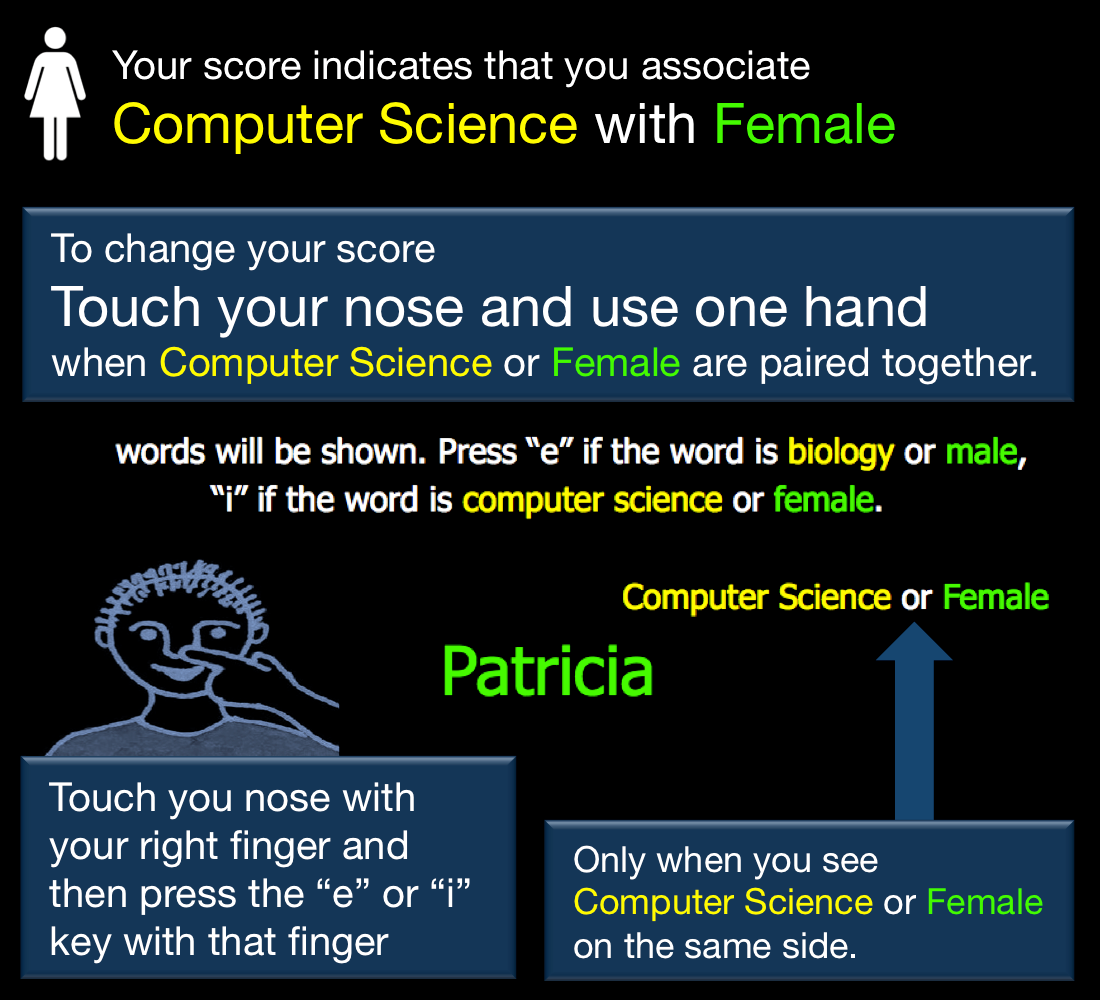 Your score indicates that you associate
Computer Science with Female
To change your score
Touch your nose and use one hand
when Computer Science or Female are paired together.
words will be shown. Press “e” if the word is biology or male,
“i” if the word is computer science or female.
Computer Science or Female
Patricia
Touch you nose with
your right finger and
then press the “e” or “i”
key with that finger
Only when you see
Computer Science or Female
on the same side.